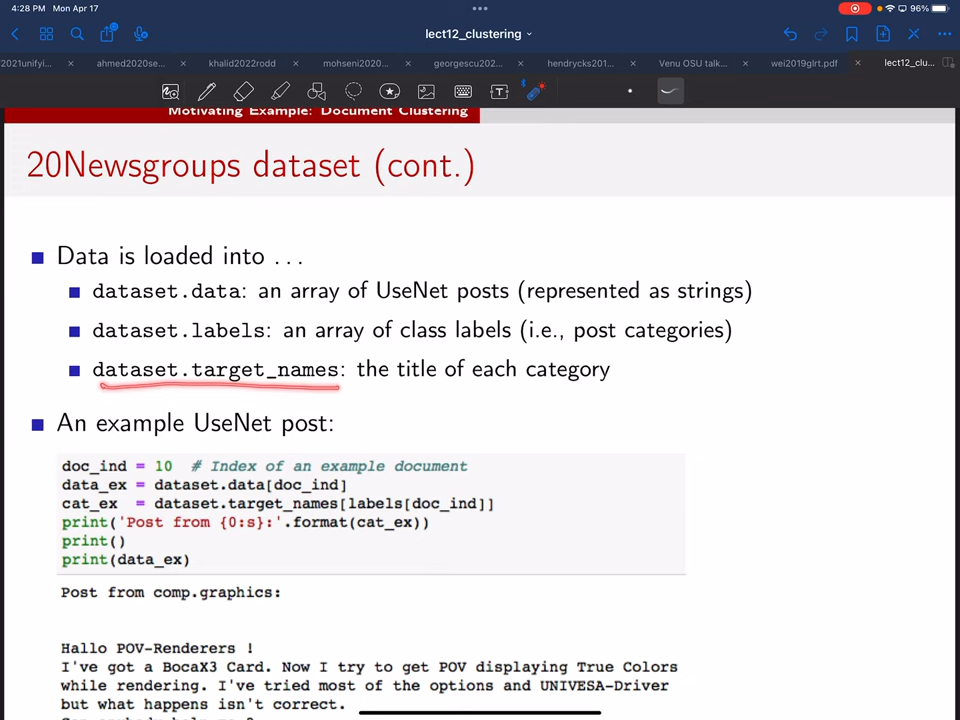 4:28 PM Mon Apr 17
96%
lect12_clustering
2021unifyi...
ahmed2020se...
khalid2022rodd
mohseni2020...
georgescu202...
hendrycks201...
Venu OSU talk...
wei2019glrt.pdf
lect12_clu...
Motivating Example: Document Clustering
20Newsgroups dataset (cont.)
Data is loaded into ...
dataset.data: an array of UseNet posts (represented as strings)
dataset.labels: an array of class labels (i.e., post categories)
dataset.target_names: the title of each category
An example UseNet post:
doc_ind = 10 # Index of an example document
data_ex = dataset.data[doc_ind]
cat_ex = dataset.target_names[labels[doc_ind]]
print('Post from {0:s}:'.format(cat_ex))
print()
print(data_ex)
Post from comp.graphics:
Hallo POV-Renderers !
I've got a BocaX3 Card. Now I try to get POV displaying True Colors
while rendering. I've tried most of the options and UNIVESA-Driver
but what happens isn't correct.